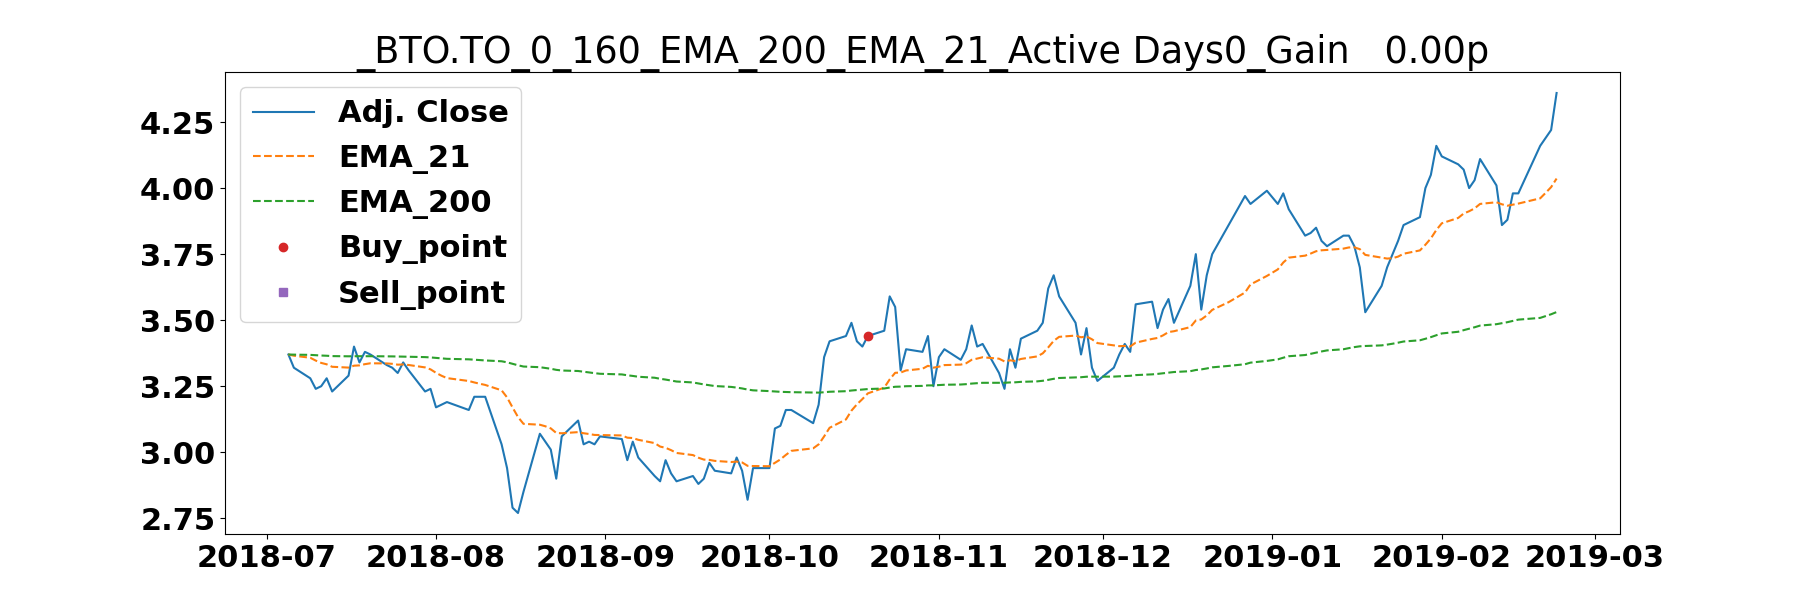 _BTO.TO_0_160_EMA_200_EMA_21_Active Days0_Gain   0.00p
Adj. Close
EMA_21
EMA_200
Buy_point
Sell_point
4.25
4.00
3.75
3.50
3.25
3.00
2.75
2018-07 2018-08 2018-09 2018-10 2018-11 2018-12 2019-01 2019-02 2019-03